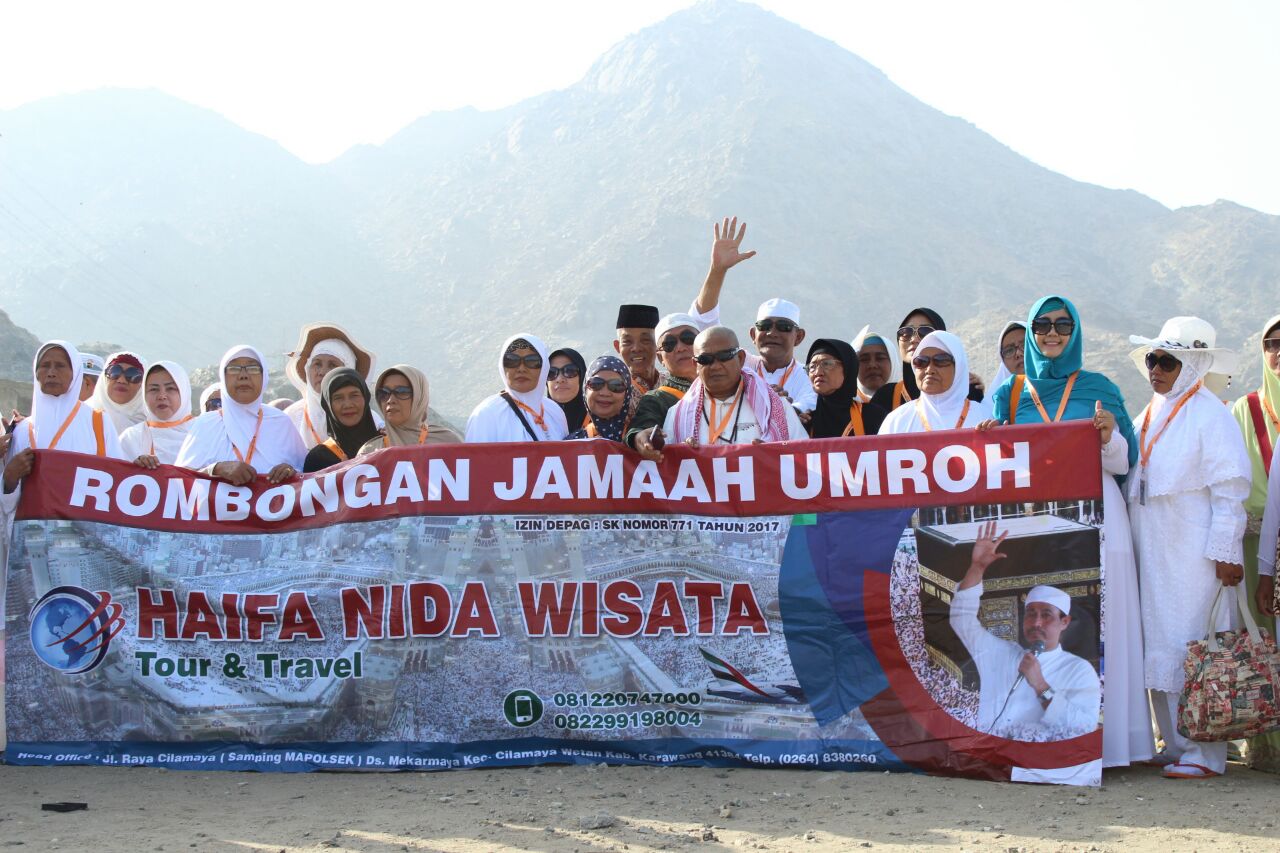 ROMBONGAN JAMAAH UMROH
IZIN DEPAG : SK NOMOR 771 TAHUN 2017
HAIFA NIDA WISATA
Tour & Travel
081220747000
082299198004
Head Office : Jl. Raya Cilamaya ( Samping MAPOLSEK ) Ds. Mekarmaya Kec. Cilamaya Wetan Kab. Karawang 41384 Telp. (0264) 8380260